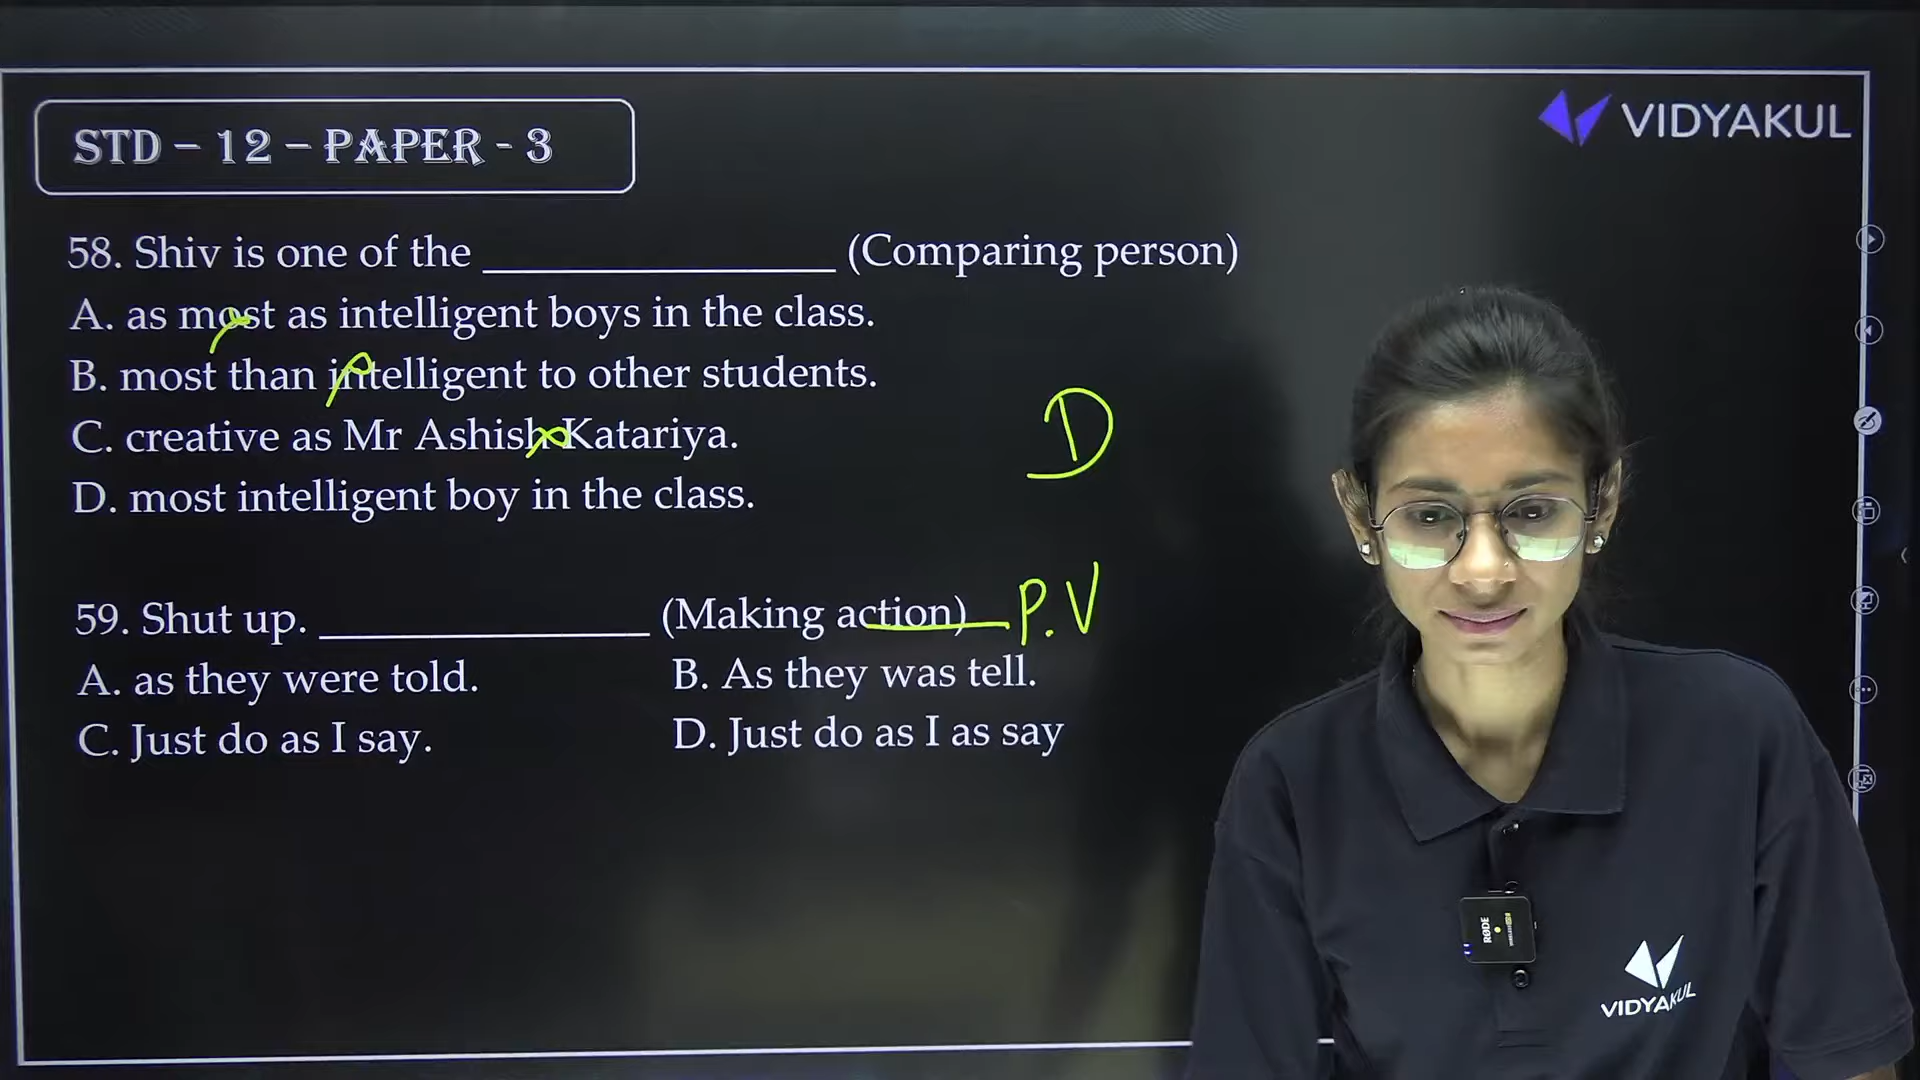 STD – 12 – PAPER - 3
VIDYAKUL
58. Shiv is one of the ______________ (Comparing person)
A. as most as intelligent boys in the class.
B. most than intelligent to other students.
C. creative as Mr Ashish Katariya.
D. most intelligent boy in the class.
D
59. Shut up. ______________ (Making action) P.V
A. as they were told. B. As they was tell.
C. Just do as I say. D. Just do as I as say
RØDE
VIDYAKUL